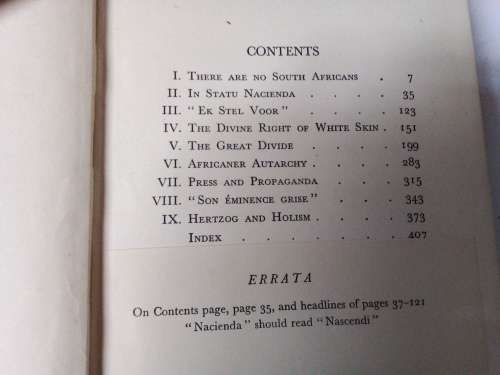 CONTENTS
I. There are no South Africans . 7
II. In Statu Nacienda . . . . 35
III. "Ek Stel Voor" . . . . 123
IV. The Divine Right of White Skin . 151
V. The Great Divide . . . . 199
VI. Africaner Autarchy . . . . 283
VII. Press and Propaganda . . . 315
VIII. "Son éminence grise" . . . 343
IX. Hertzog and Holism . . . . 373
Index . . . . . . . 407
ERRATA
On Contents page, page 35, and headlines of pages 37–121
"Nacienda" should read "Nascendi"